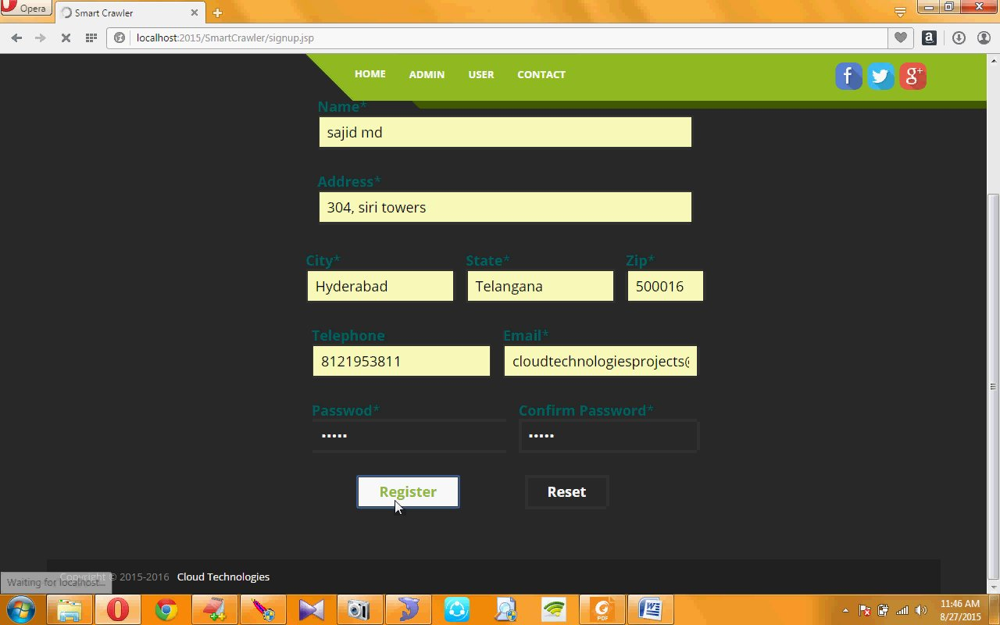 Opera
Smart Crawler
localhost:2015/SmartCrawler/signup.jsp
HOME ADMIN USER CONTACT
Name*
sajid md
Address*
304, siri towers
City* State* Zip*
Hyderabad Telangana 500016
Telephone Email*
8121953811 cloudtechnologiesprojects@
Passwod* Confirm Password*
••••• •••••
Register Reset
Copyright © 2015-2016 Cloud Technologies
Waiting for localhost...
11:46 AM
8/27/2015